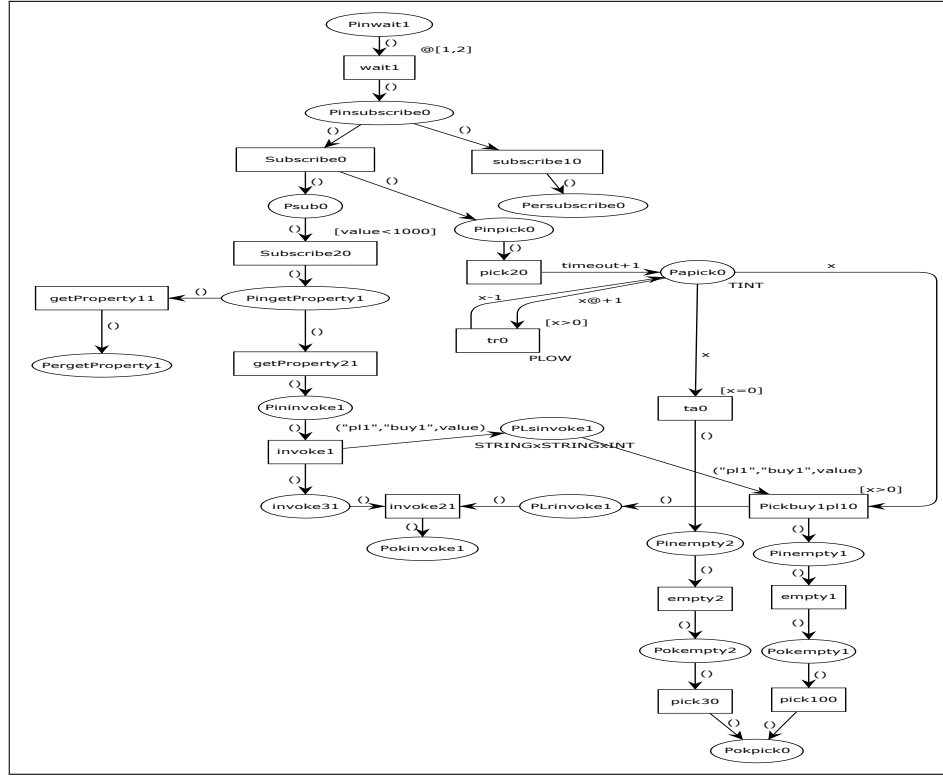 Pinwait1
()
@[1,2]
wait1
()
Pinsubscribe0
()
()
Subscribe0
subscribe10
()
()
()
Psub0
Persubscribe0
()
[value<1000]
Pinpick0
()
Subscribe20
pick20
timeout+1
Papick0
x
()
TINT
getProperty11
()
PingetProperty1
x-1
x@+1
()
()
[x>0]
tr0
PLOW
x
PergetProperty1
getProperty21
()
[x=0]
Pininvoke1
ta0
()
("pl1","buy1",value)
PLsinvoke1
()
invoke1
STRINGxSTRINGxINT
("pl1","buy1",value)
()
[x>0]
invoke31
()
invoke21
()
PLrinvoke1
()
Pickbuy1pl10
()
()
Pokinvoke1
Pinempty2
Pinempty1
()
()
empty2
empty1
()
()
Pokempty2
Pokempty1
()
()
pick30
pick100
()
()
Pokpick0